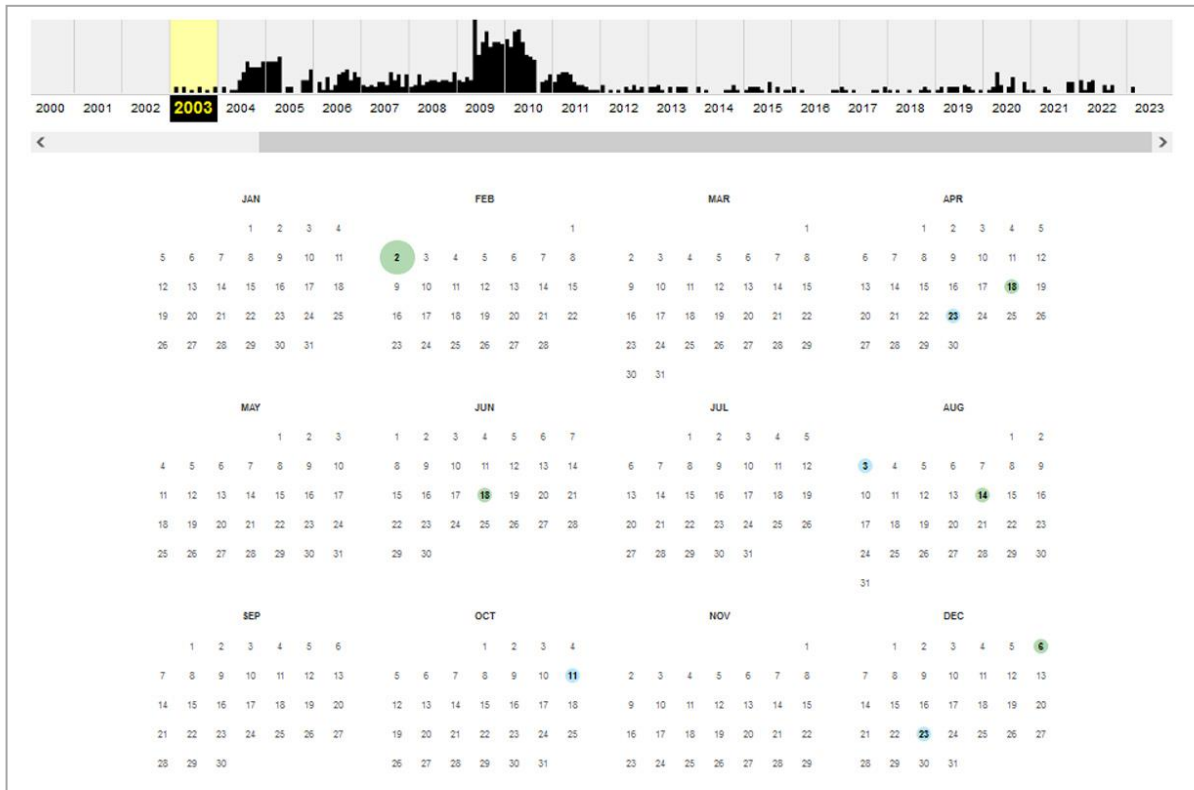 2000 2001 2002 2003 2004 2005 2006 2007 2008 2009 2010 2011 2012 2013 2014 2015 2016 2017 2018 2019 2020 2021 2022 2023
JAN FEB MAR APR
1 2 3 4 1 1 1 2 3 4 5
5 6 7 8 9 10 11 2 3 4 5 6 7 8 2 3 4 5 6 7 8 6 7 8 9 10 11 12
12 13 14 15 16 17 18 9 10 11 12 13 14 15 9 10 11 12 13 14 15 13 14 15 16 17 18 19
19 20 21 22 23 24 25 16 17 18 19 20 21 22 16 17 18 19 20 21 22 20 21 22 23 24 25 26
26 27 28 29 30 31 23 24 25 26 27 28 23 24 25 26 27 28 29 27 28 29 30
30 31
MAY JUN JUL AUG
1 2 3 1 2 3 4 5 6 7 1 2 3 4 5 1 2
4 5 6 7 8 9 10 8 9 10 11 12 13 14 6 7 8 9 10 11 12 3 4 5 6 7 8 9
11 12 13 14 15 16 17 15 16 17 18 19 20 21 13 14 15 16 17 18 19 10 11 12 13 14 15 16
18 19 20 21 22 23 24 22 23 24 25 26 27 28 20 21 22 23 24 25 26 17 18 19 20 21 22 23
25 26 27 28 29 30 31 29 30 27 28 29 30 31 24 25 26 27 28 29 30
31
SEP OCT NOV DEC
1 2 3 4 5 6 1 2 3 4 1 1 2 3 4 5 6
7 8 9 10 11 12 13 5 6 7 8 9 10 11 2 3 4 5 6 7 8 7 8 9 10 11 12 13
14 15 16 17 18 19 20 12 13 14 15 16 17 18 9 10 11 12 13 14 15 14 15 16 17 18 19 20
21 22 23 24 25 26 27 19 20 21 22 23 24 25 16 17 18 19 20 21 22 21 22 23 24 25 26 27
28 29 30 26 27 28 29 30 31 23 24 25 26 27 28 29 28 29 30 31